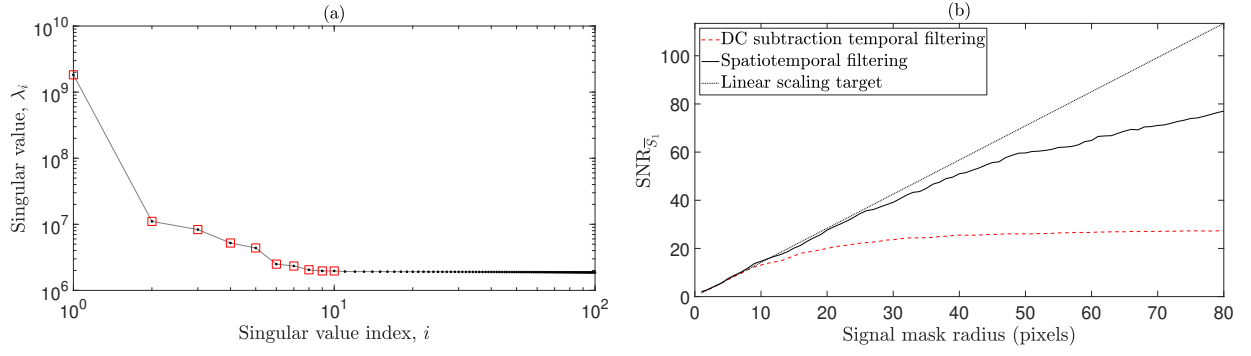 (a)
10^10
10^9
10^8
10^7
10^6
Singular value, λ_i
10^0
10^1
10^2
Singular value index, i
(b)
DC subtraction temporal filtering
Spatiotemporal filtering
Linear scaling target
100
80
60
40
20
0
SNR_{\overline{S}_1}
0
10
20
30
40
50
60
70
80
Signal mask radius (pixels)